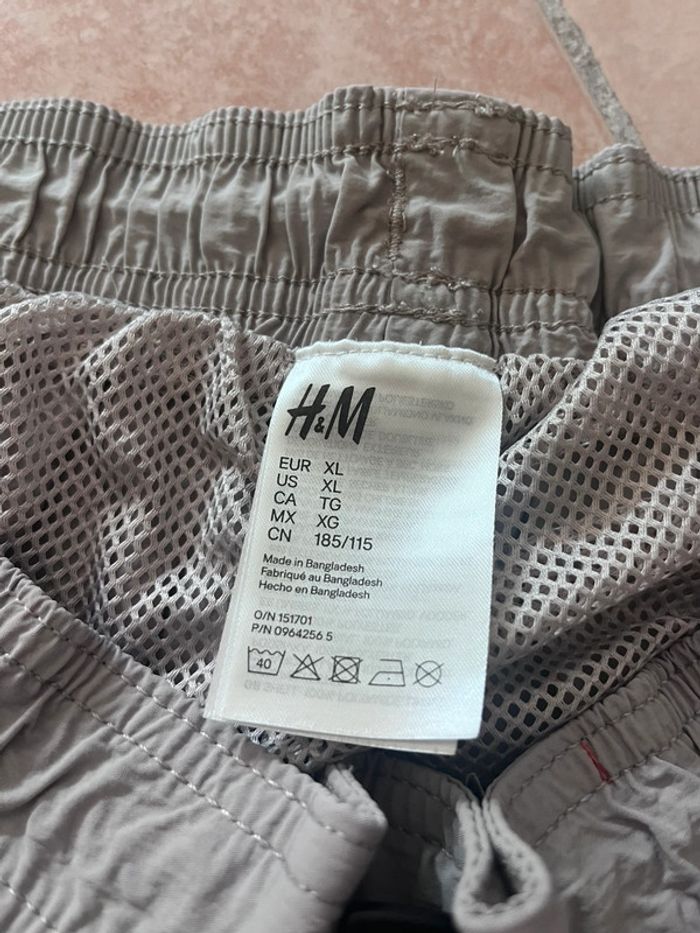 H&M
EUR XL
US XL
CA TG
MX XG
CN 185/115
Made in Bangladesh
Fabriqué au Bangladesh
Hecho en Bangladesh
O/N 151701
P/N 0964256 5
40